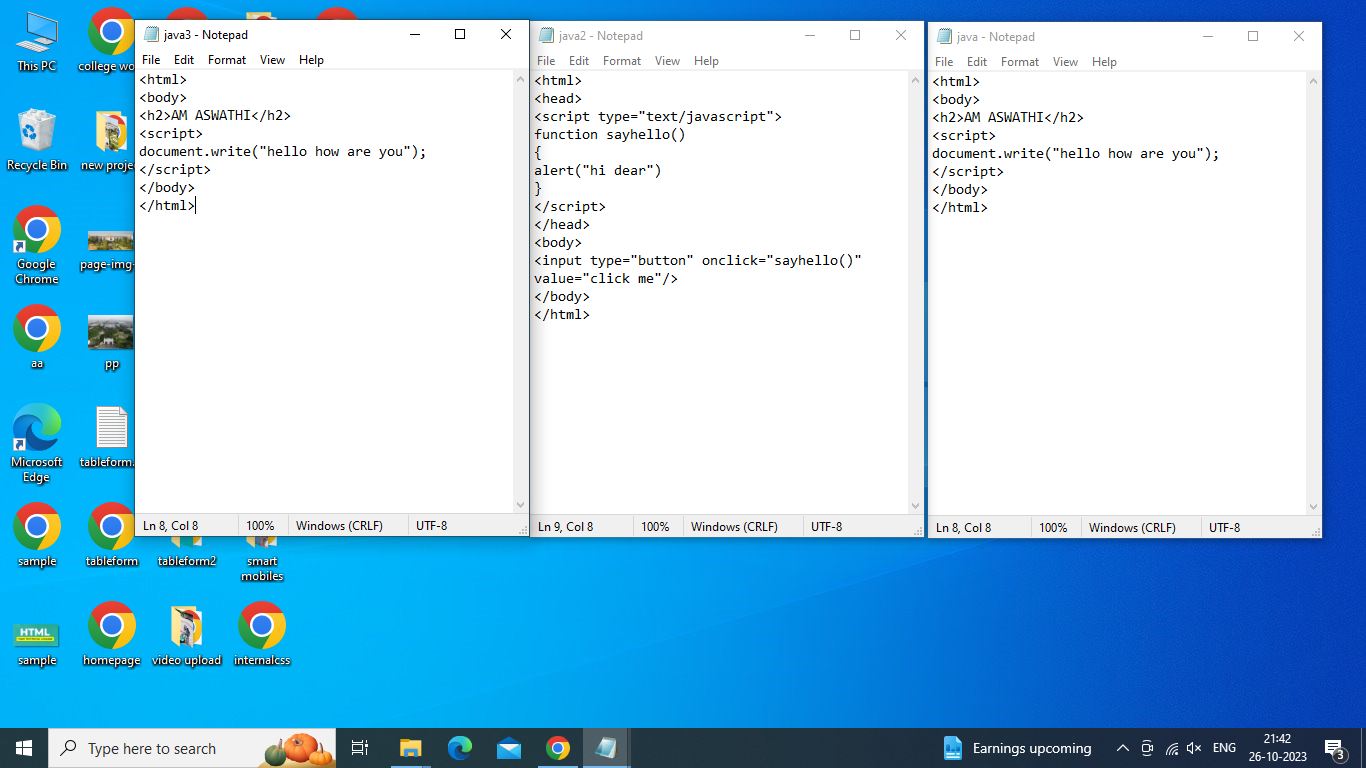 This PC
college wo
Recycle Bin
new projec
Google
Chrome
page-img-
aa
pp
Microsoft
Edge
tableform.
sample
tableform
tableform2
smart
mobiles
HTML
sample
homepage
video upload
internalcss
java3 - Notepad
File Edit Format View Help
<html>
<body>
<h2>AM ASWATHI</h2>
<script>
document.write("hello how are you");
</script>
</body>
</html>
Ln 8, Col 8 100% Windows (CRLF) UTF-8
java2 - Notepad
File Edit Format View Help
<html>
<head>
<script type="text/javascript">
function sayhello()
{
alert("hi dear")
}
</script>
</head>
<body>
<input type="button" onclick="sayhello()"
value="click me"/>
</body>
</html>
Ln 9, Col 8 100% Windows (CRLF) UTF-8
java - Notepad
File Edit Format View Help
<html>
<body>
<h2>AM ASWATHI</h2>
<script>
document.write("hello how are you");
</script>
</body>
</html>
Ln 8, Col 8 100% Windows (CRLF) UTF-8
Type here to search
Earnings upcoming
ENG
21:42
26-10-2023
3